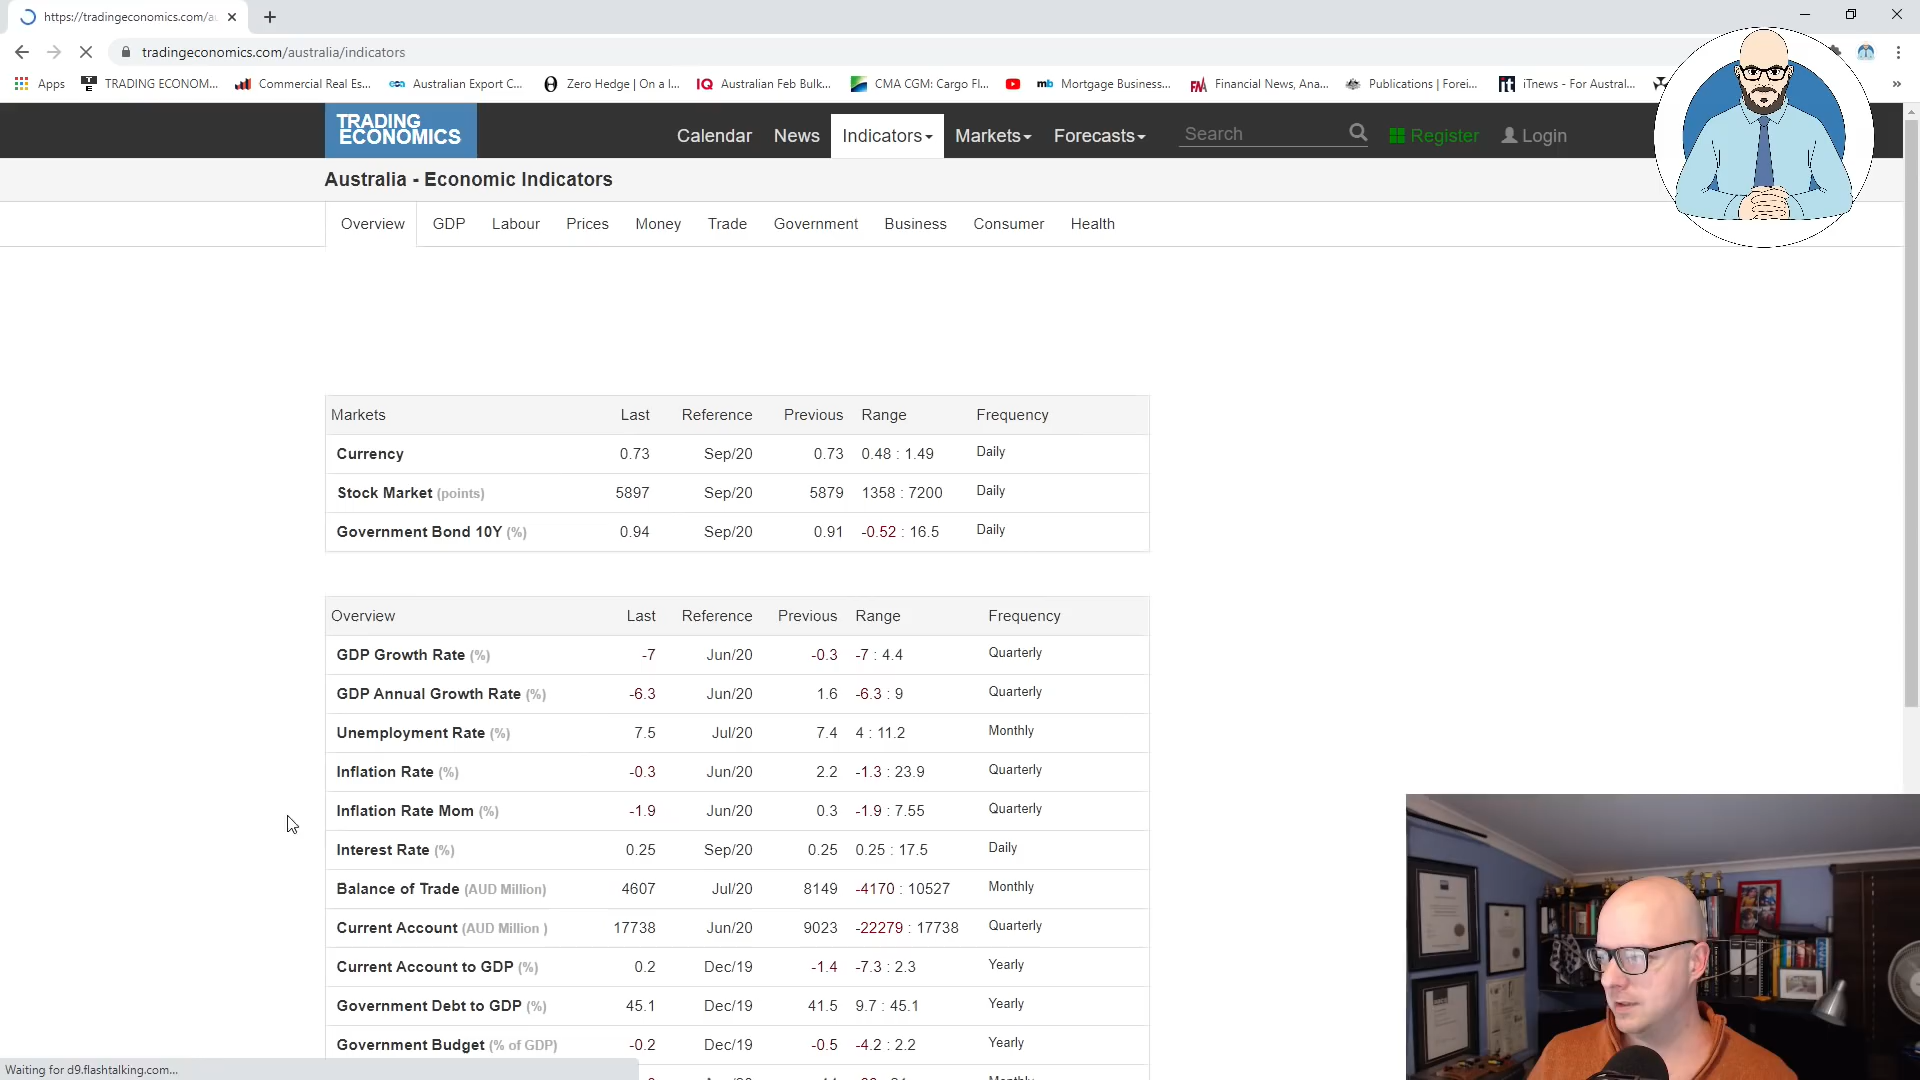 https://tradingeconomics.com/a
tradingeconomics.com/australia/indicators
Apps TRADING ECONOM... Commercial Real Es... Australian Export C... Zero Hedge | On a l... IQ Australian Feb Bulk... CMA CGM: Cargo Fl... mb Mortgage Business... FM Financial News, Ana... Publications | Forei... it iTnews - For Austral... »
TRADING
ECONOMICS
Calendar News Indicators Markets Forecasts Search Register Login
Australia - Economic Indicators
Overview GDP Labour Prices Money Trade Government Business Consumer Health
Markets Last Reference Previous Range Frequency
Currency 0.73 Sep/20 0.73 0.48 : 1.49 Daily
Stock Market (points) 5897 Sep/20 5879 1358 : 7200 Daily
Government Bond 10Y (%) 0.94 Sep/20 0.91 -0.52 : 16.5 Daily
Overview Last Reference Previous Range Frequency
GDP Growth Rate (%) -7 Jun/20 -0.3 -7 : 4.4 Quarterly
GDP Annual Growth Rate (%) -6.3 Jun/20 1.6 -6.3 : 9 Quarterly
Unemployment Rate (%) 7.5 Jul/20 7.4 4 : 11.2 Monthly
Inflation Rate (%) -0.3 Jun/20 2.2 -1.3 : 23.9 Quarterly
Inflation Rate Mom (%) -1.9 Jun/20 0.3 -1.9 : 7.55 Quarterly
Interest Rate (%) 0.25 Sep/20 0.25 0.25 : 17.5 Daily
Balance of Trade (AUD Million) 4607 Jul/20 8149 -4170 : 10527 Monthly
Current Account (AUD Million ) 17738 Jun/20 9023 -22279 : 17738 Quarterly
Current Account to GDP (%) 0.2 Dec/19 -1.4 -7.3 : 2.3 Yearly
Government Debt to GDP (%) 45.1 Dec/19 41.5 9.7 : 45.1 Yearly
Government Budget (% of GDP) -0.2 Dec/19 -0.5 -4.2 : 2.2 Yearly
Waiting for d9.flashtalking.com...